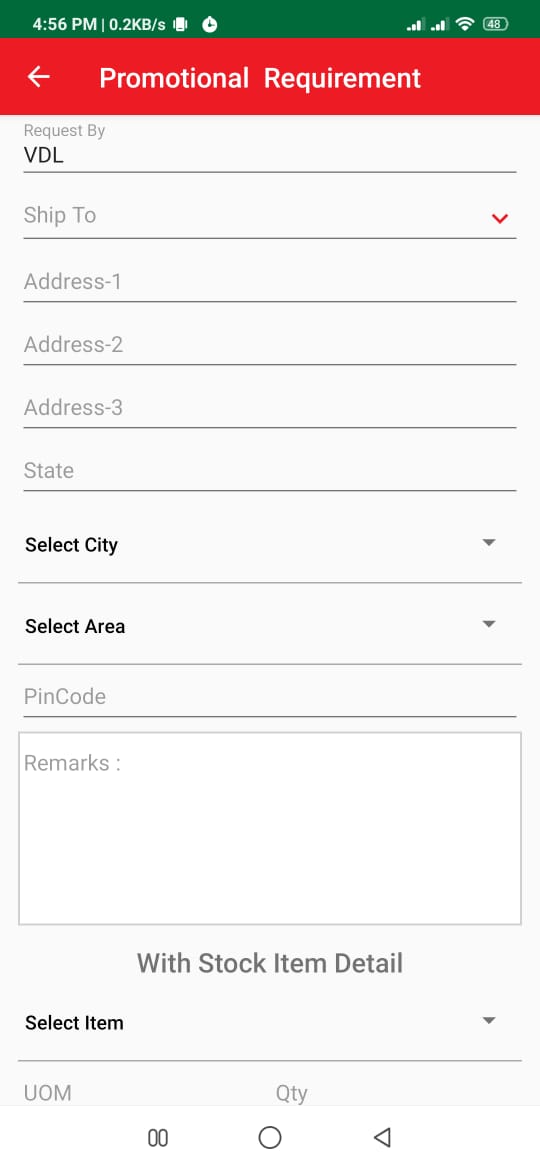 4:56 PM | 0.2KB/s
48
Promotional Requirement
Request By
VDL
Ship To
Address-1
Address-2
Address-3
State
Select City
Select Area
PinCode
Remarks :
With Stock Item Detail
Select Item
UOM Qty